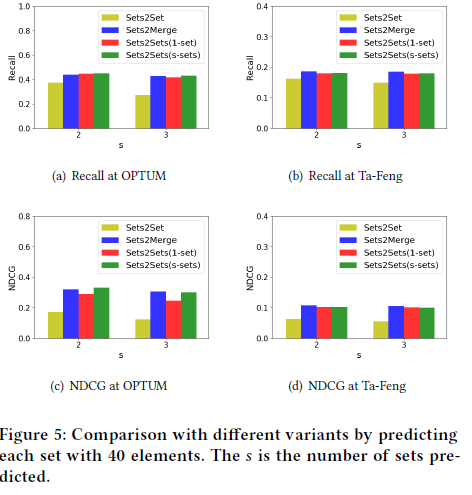 1.0
0.8
0.6
0.4
0.2
0.0
Recall
Sets2Set
Sets2Merge
Sets2Sets(1-set)
Sets2Sets(s-sets)
2
3
s
(a) Recall at OPTUM
0.4
0.3
0.2
0.1
0.0
Recall
Sets2Set
Sets2Merge
Sets2Sets(1-set)
Sets2Sets(s-sets)
2
3
s
(b) Recall at Ta-Feng
0.8
0.6
0.4
0.2
0.0
NDCG
Sets2Set
Sets2Merge
Sets2Sets(1-set)
Sets2Sets(s-sets)
2
3
s
(c) NDCG at OPTUM
0.4
0.3
0.2
0.1
0.0
NDCG
Sets2Set
Sets2Merge
Sets2Sets(1-set)
Sets2Sets(s-sets)
2
3
s
(d) NDCG at Ta-Feng
Figure 5: Comparison with different variants by predicting
each set with 40 elements. The s is the number of sets pre-
dicted.